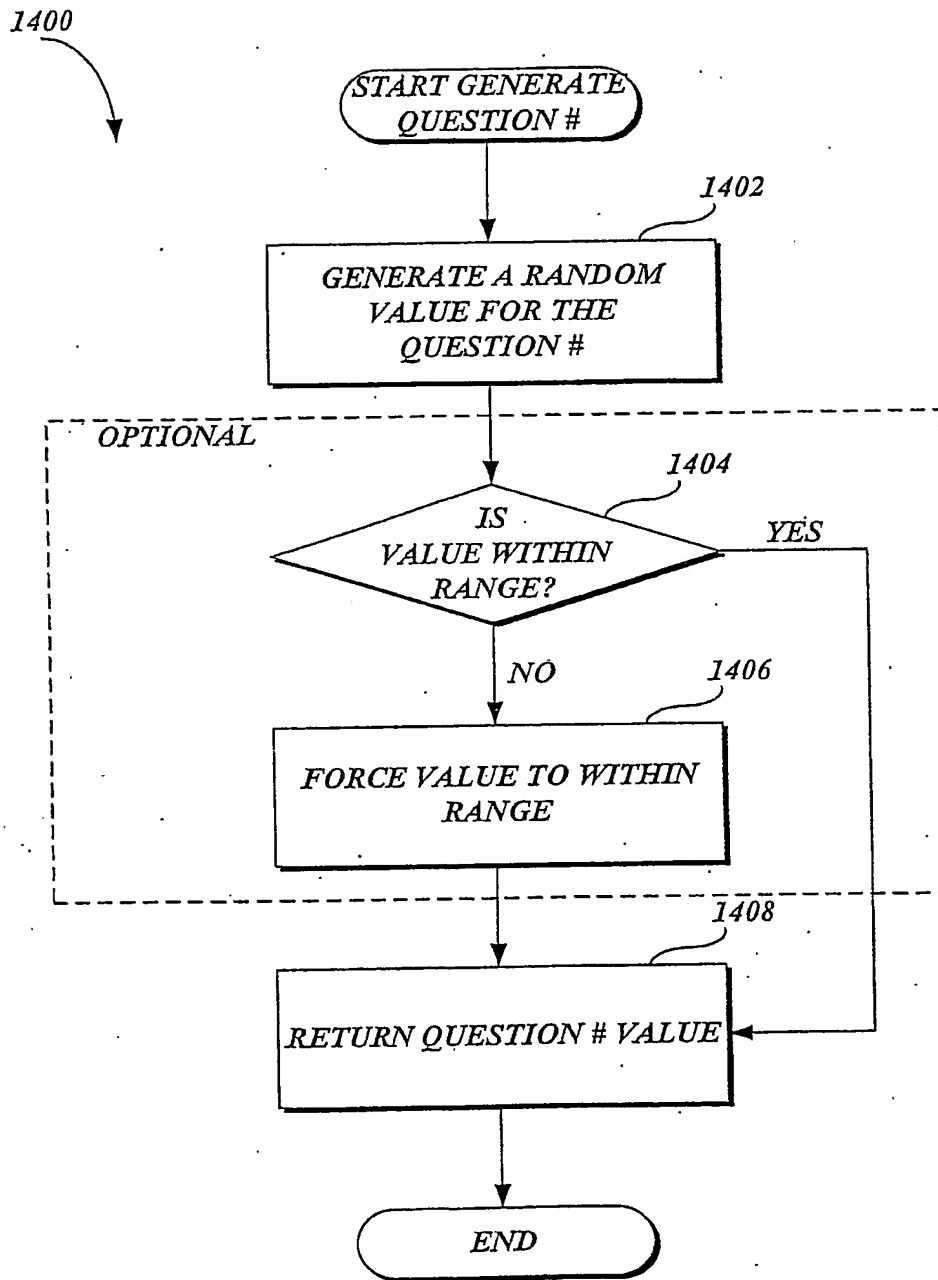 1400
START GENERATE
QUESTION #
1402
GENERATE A RANDOM
VALUE FOR THE
QUESTION #
OPTIONAL
1404
IS
VALUE WITHIN
RANGE?
YES
NO
1406
FORCE VALUE TO WITHIN
RANGE
1408
RETURN QUESTION # VALUE
END